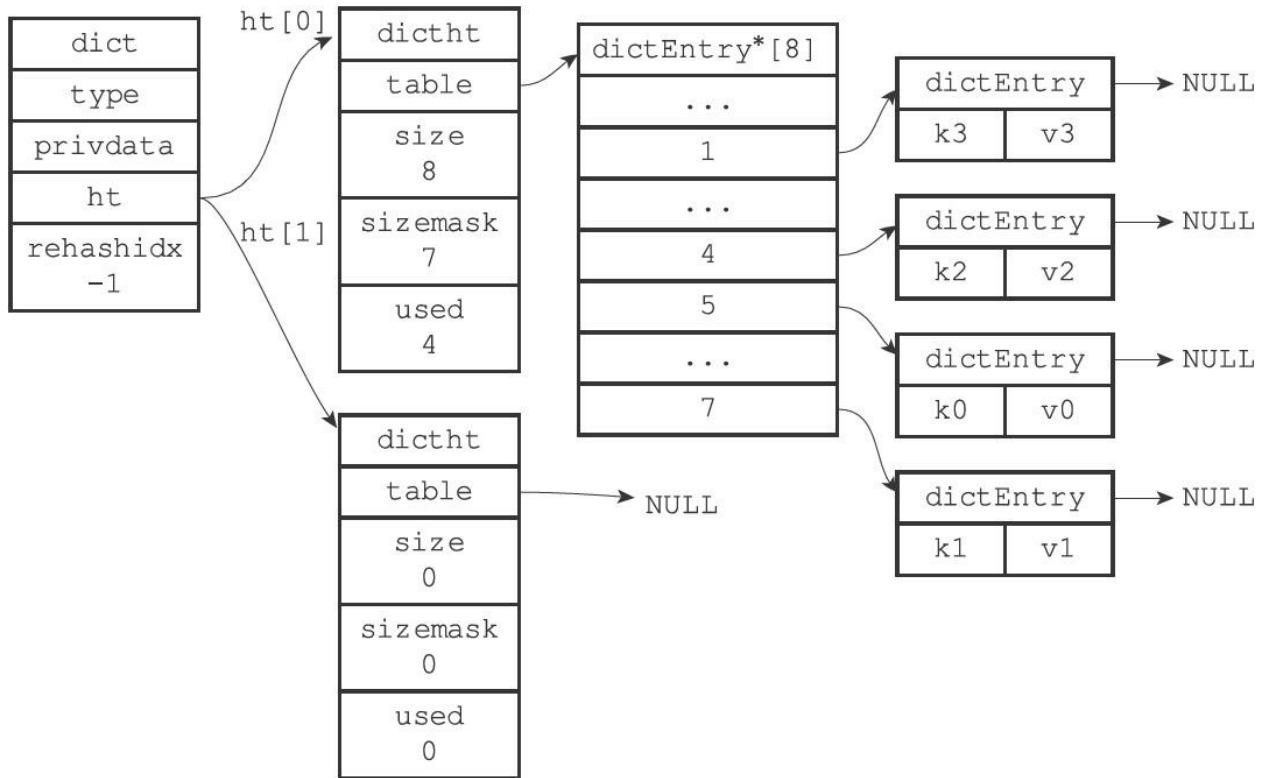 dict
type
privdata
ht
rehashidx
-1
ht[0]
ht[1]
dictht
table
size
8
sizemask
7
used
4
dictht
table
size
0
sizemask
0
used
0
NULL
dictEntry*[8]
...
1
...
4
5
...
7
dictEntry
k3 v3
NULL
dictEntry
k2 v2
NULL
dictEntry
k0 v0
NULL
dictEntry
k1 v1
NULL